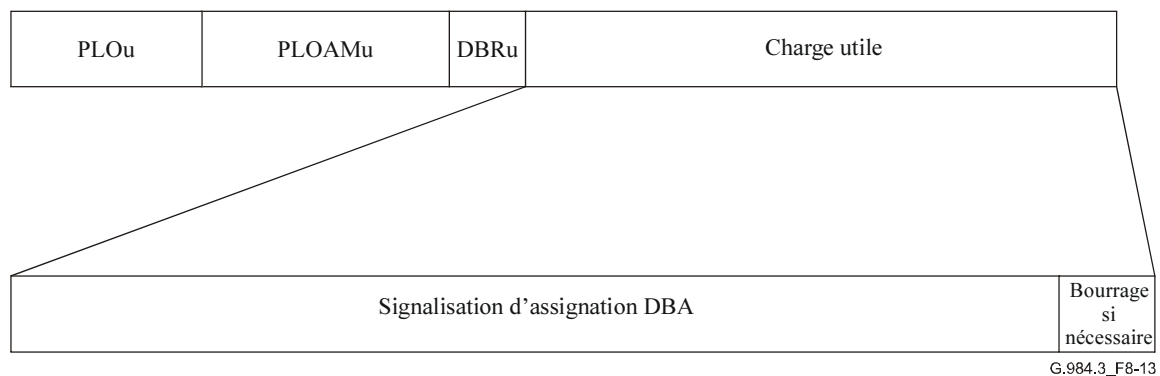 PLOu
PLOAMu
DBRu
Charge utile
Signalisation d'assignation DBA
Bourrage
si
nécessaire
G.984.3_F8-13